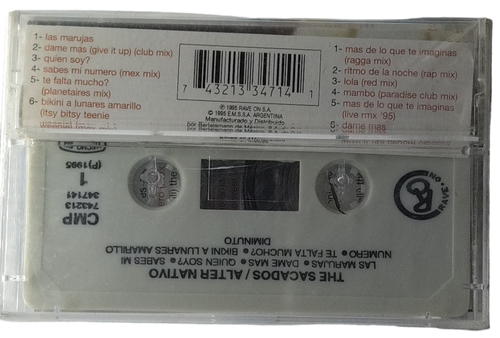 1- las marujas
2- dame mas (give it up) (club mix)
3- quien soy?
4- sabes mi numero (mex mix)
5- te falta mucho?
(planetaires mix)
6- bikini a lunares amarillo
(itsy bitsy teenie
7 43213 34714 1
℗ 1995 RAVE ON S.A.
© 1995 E.M.S.S.A. ARGENTINA
Manufacturado y Distribuido
1- mas de lo que te imaginas
(ragga mix)
2- ritmo de la noche (rap mix)
3- lola (red mix)
4- mambo (paradise club mix)
5- mas de lo que te imaginas
(live mix '95)
6- dame mas
THE SACADOS / ALTER NATIVO
LAS MARUJAS ● DAME MAS ● QUIEN SOY? ● SABES MI
NUMERO ● TE FALTA MUCHO? ● BIKINI A LUNARES AMARILLO
DIMINUTO
CMP
743213
347141
1
(P)1995
RAVE ON